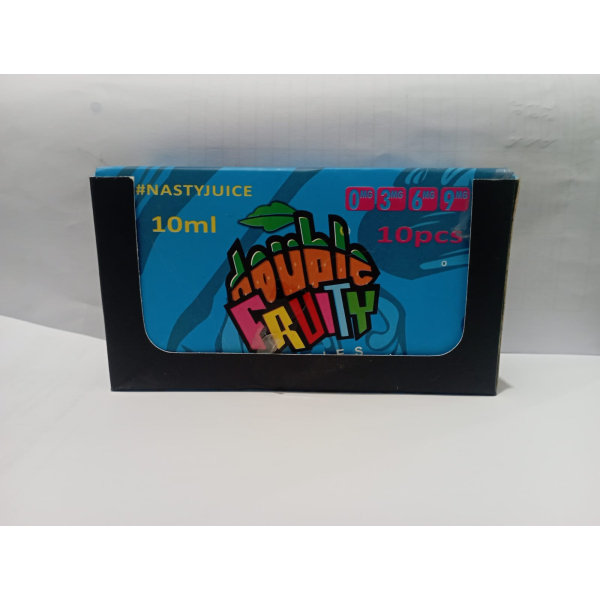 #NASTYJUICE
0MG 3MG 6MG 9MG
10ml
10pcs
double
FRUITY